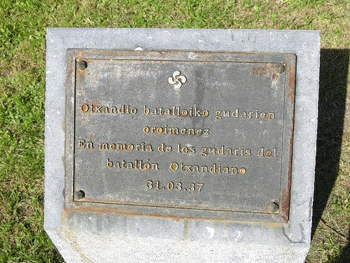 Otxandio batalloiko gudarien
oroimenez
En memoria de los gudaris del
batallón Otxandiano
31.03.37